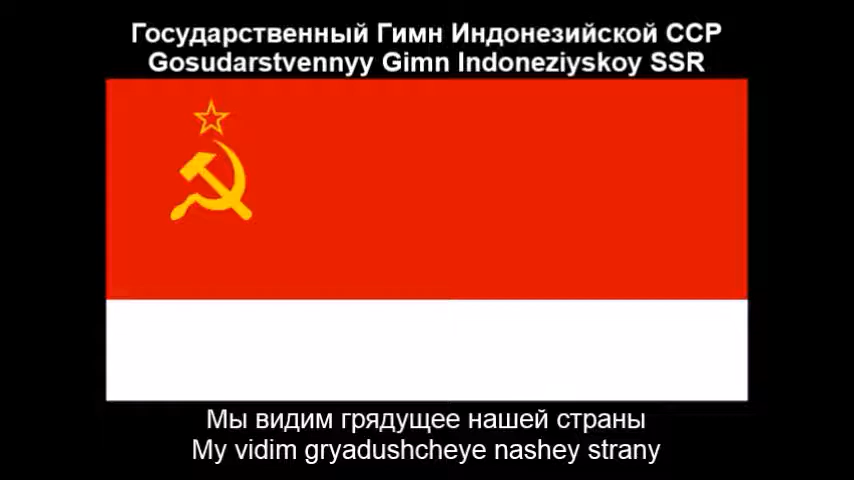 Государственный Гимн Индонезийской ССР
Gosudarstvennyy Gimn Indoneziyskoy SSR
Мы видим грядущее нашей страны
My vidim gryadushcheye nashey strany